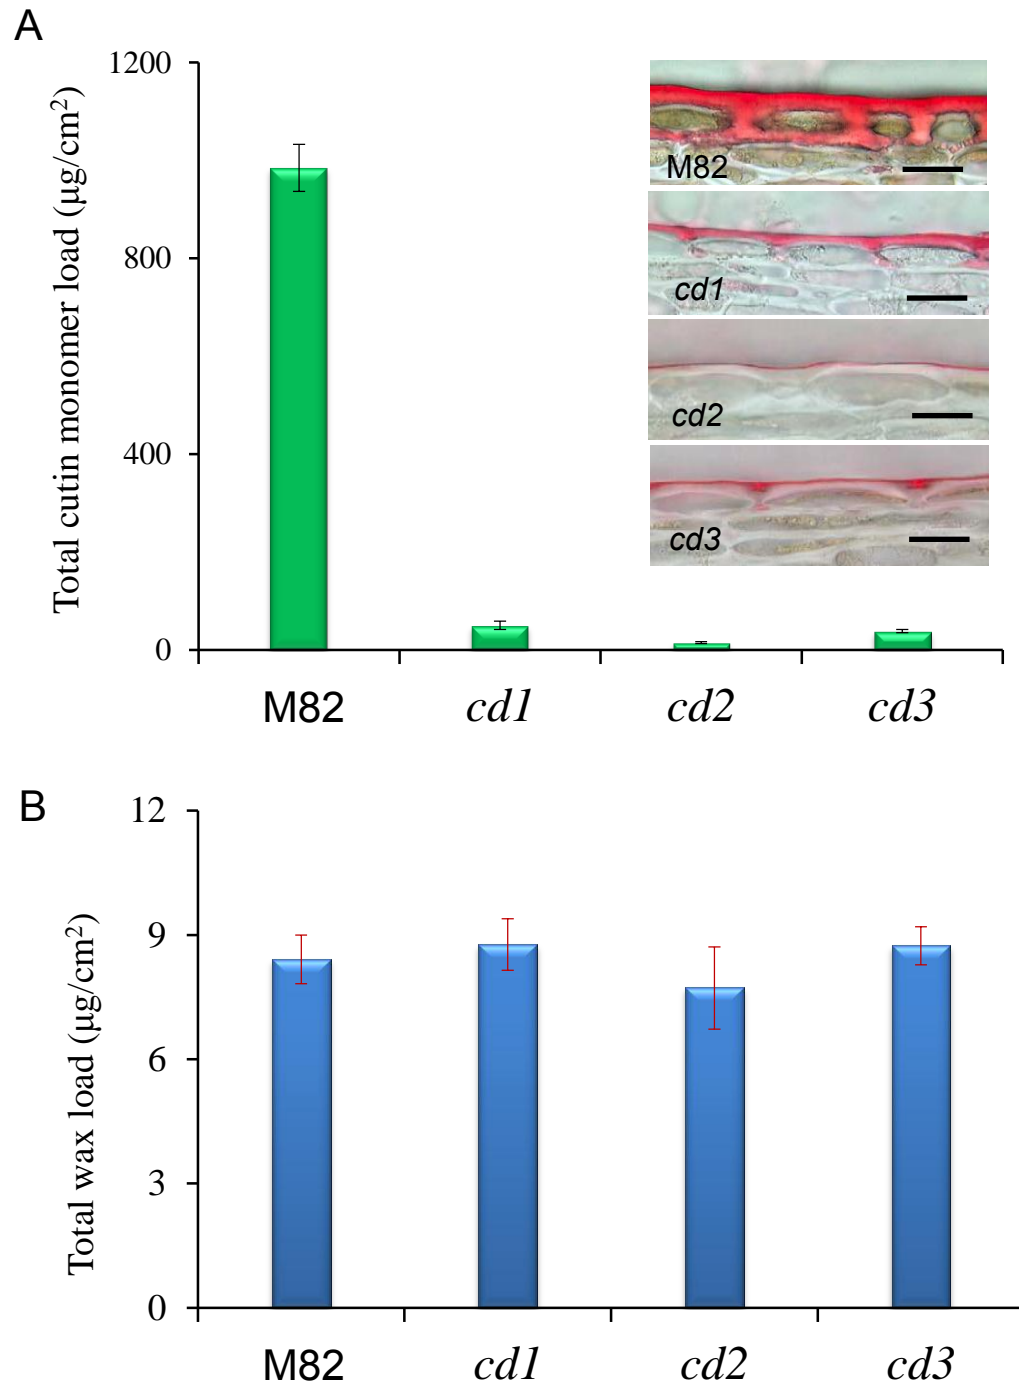 A
Total cutin monomer load (µg/cm²)
1200
800
400
0
M82
cd1
cd2
cd3
M82
cd1
cd2
cd3
B
Total wax load (µg/cm²)
12
9
6
3
0
M82
cd1
cd2
cd3